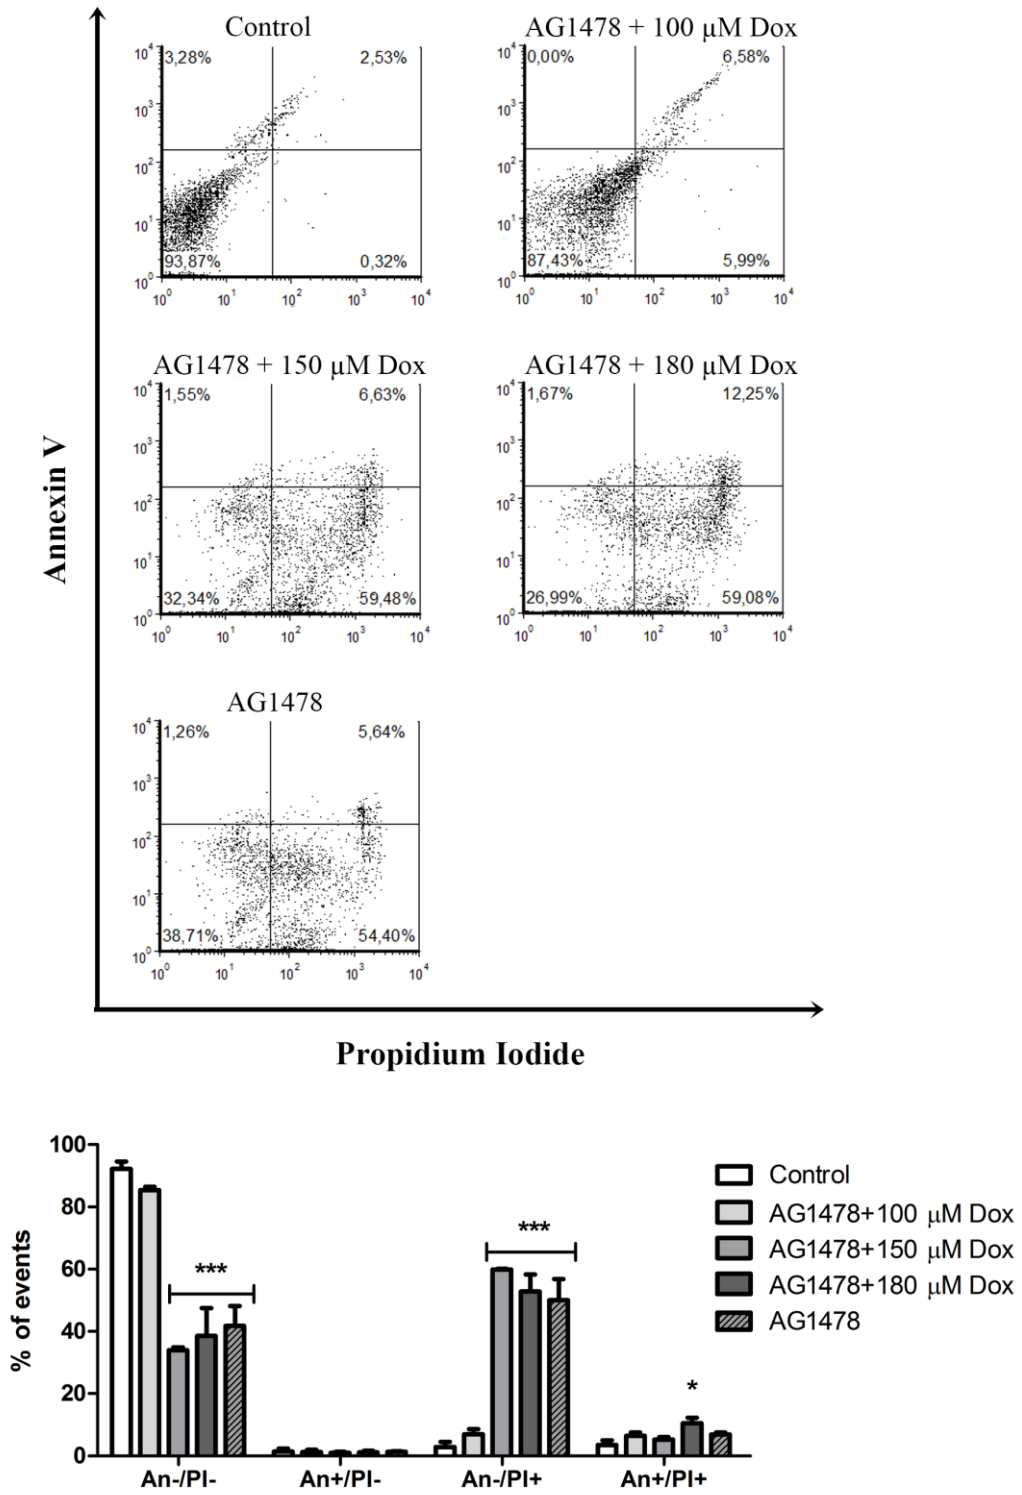 Control
AG1478 + 100 µM Dox
10⁴ 3,28% 2,53%
10³
10²
10¹
93,87% 0,32%
10⁰
10⁰ 10¹ 10² 10³ 10⁴
10⁴ 0,00% 6,58%
10³
10²
10¹
87,43% 5,99%
10⁰
10⁰ 10¹ 10² 10³ 10⁴
AG1478 + 150 µM Dox
AG1478 + 180 µM Dox
10⁴ 1,55% 6,63%
10³
10²
10¹
32,34% 59,48%
10⁰
10⁰ 10¹ 10² 10³ 10⁴
10⁴ 1,67% 12,25%
10³
10²
10¹
26,99% 59,08%
10⁰
10⁰ 10¹ 10² 10³ 10⁴
Annexin V
AG1478
10⁴ 1,26% 5,64%
10³
10²
10¹
38,71% 54,40%
10⁰
10⁰ 10¹ 10² 10³ 10⁴
Propidium Iodide
% of events
100
80
60
40
20
0
***
***
*
An-/PI- An+/PI- An-/PI+ An+/PI+
Control
AG1478+100 µM Dox
AG1478+150 µM Dox
AG1478+180 µM Dox
AG1478